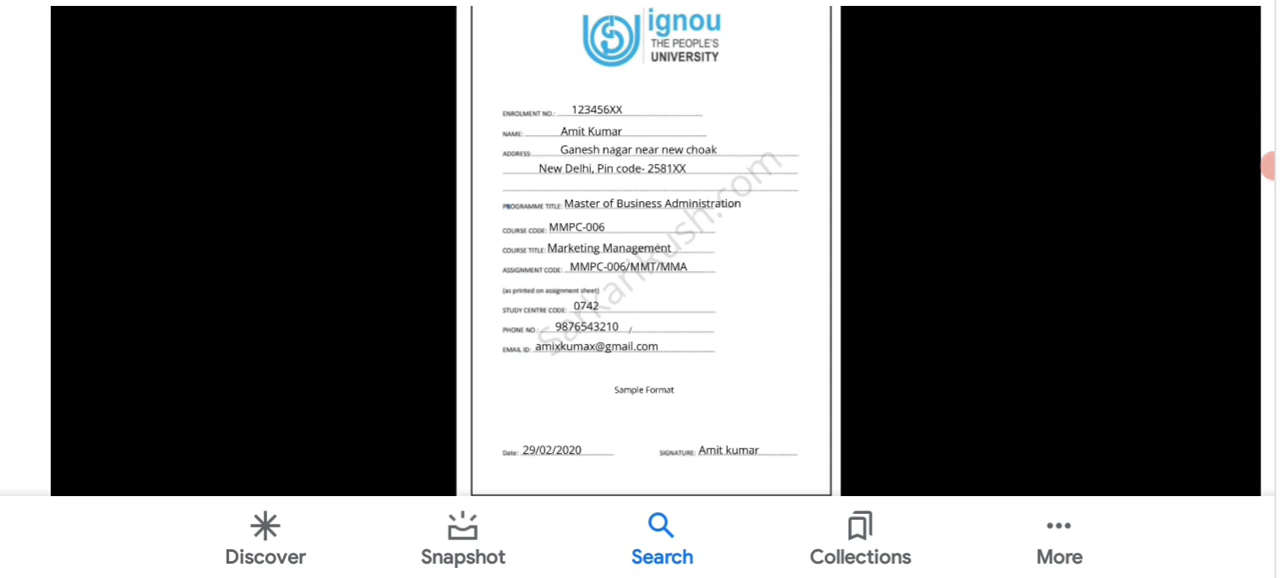 ignou
THE PEOPLE'S
UNIVERSITY
ENROLMENT NO.: 123456XX
NAME: Amit Kumar
ADDRESS: Ganesh nagar near new choak
New Delhi, Pin code- 2581XX
PROGRAMME TITLE: Master of Business Administration
COURSE CODE: MMPC-006
COURSE TITLE: Marketing Management
ASSIGNMENT CODE: MMPC-006/MMT/MMA
(as printed on assignment sheet)
STUDY CENTRE CODE: 0742
PHONE NO.: 9876543210 /
EMAIL ID: amixkumax@gmail.com
Sarkarikush.com
Sample Format
Date: 29/02/2020 SIGNATURE: Amit kumar
Discover Snapshot Search Collections More